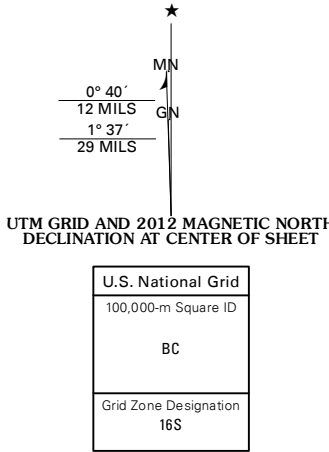 MN
0° 40´
12 MILS
GN
1° 37´
29 MILS
UTM GRID AND 2012 MAGNETIC NORTH
DECLINATION AT CENTER OF SHEET
U.S. National Grid
100,000-m Square ID
BC
Grid Zone Designation
16S